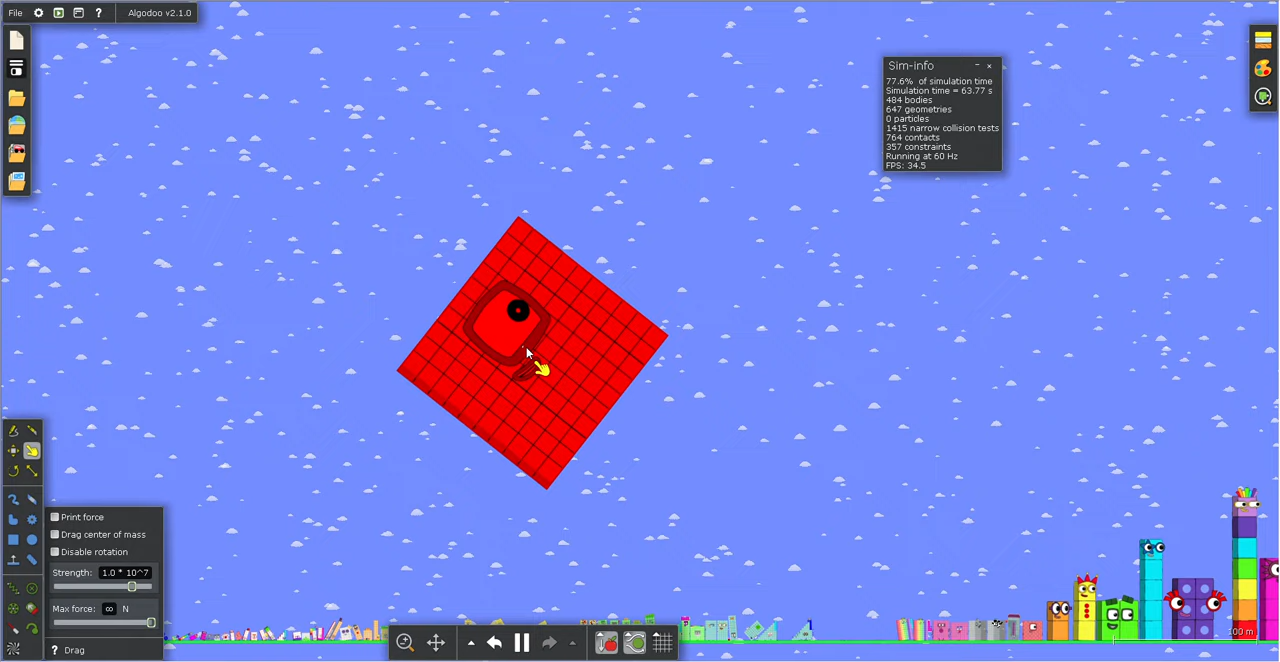 File
?
Algodoo v2.1.0
Sim-info
77.6% of simulation time
Simulation time = 63.77 s
484 bodies
647 geometries
0 particles
1415 narrow collision tests
764 contacts
357 constraints
Running at 60 Hz
FPS: 34.5
Print force
Drag center of mass
Disable rotation
Strength: 1.0 * 10^7
Max force: ∞ N
? Drag
100 m